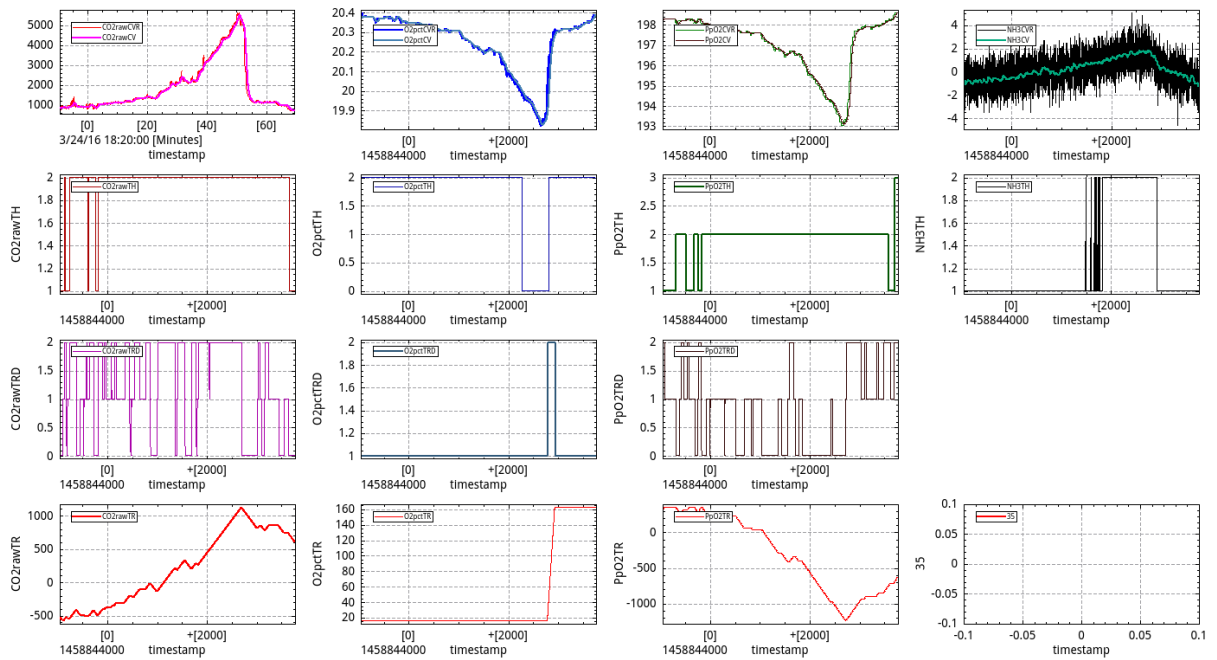 5000
4000
3000
2000
1000
CO2rawCVR
CO2rawCV
[0] [20] [40] [60]
3/24/16 18:20:00 [Minutes]
timestamp
20.4
20.3
20.2
20.1
20
19.9
O2pctCVR
O2pctCV
[0] +[2000]
1458844000
timestamp
198
197
196
195
194
193
PpO2CVR
PpO2CV
[0] +[2000]
1458844000
timestamp
4
2
0
-2
-4
NH3CVR
NH3CV
[0] +[2000]
1458844000
timestamp
CO2rawTH
2
1.8
1.6
1.4
1.2
1
CO2rawTH
[0] +[2000]
1458844000 timestamp
O2pctTH
2
1.5
1
0.5
0
O2pctTH
[0] +[2000]
1458844000 timestamp
PpO2TH
3
2.5
2
1.5
1
PpO2TH
[0] +[2000]
1458844000 timestamp
NH3TH
2
1.8
1.6
1.4
1.2
1
NH3TH
[0] +[2000]
1458844000 timestamp
CO2rawTRD
2
1.5
1
0.5
0
CO2rawTRD
[0] +[2000]
1458844000 timestamp
O2pctTRD
2
1.8
1.6
1.4
1.2
1
O2pctTRD
[0] +[2000]
1458844000 timestamp
PpO2TRD
2
1.5
1
0.5
0
PpO2TRD
[0] +[2000]
1458844000 timestamp
CO2rawTR
1000
500
0
-500
CO2rawTR
[0] +[2000]
1458844000 timestamp
O2pctTR
160
140
120
100
80
60
40
20
O2pctTR
[0] +[2000]
1458844000 timestamp
PpO2TR
0
-500
-1000
PpO2TR
[0] +[2000]
1458844000 timestamp
35
0.1
0.05
0
-0.05
-0.1
35
-0.1 -0.05 0 0.05 0.1
timestamp